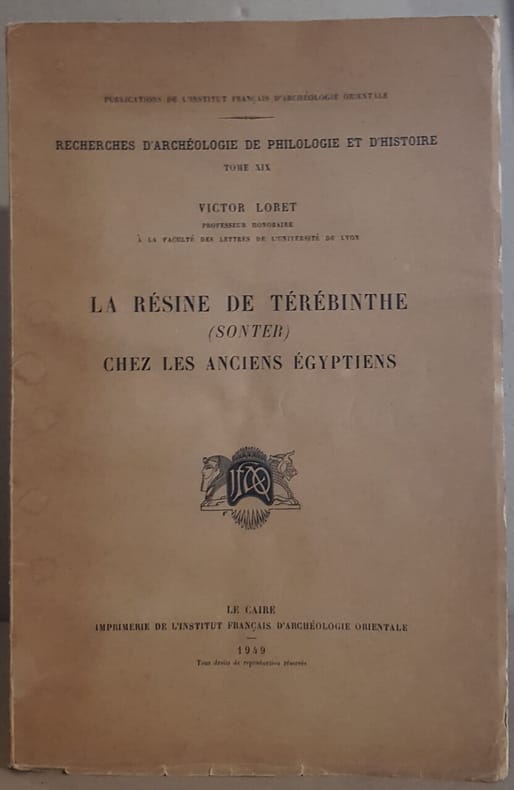 PUBLICATIONS DE L'INSTITUT FRANÇAIS D'ARCHÉOLOGIE ORIENTALE
RECHERCHES D'ARCHÉOLOGIE DE PHILOLOGIE ET D'HISTOIRE
TOME XIX
VICTOR LORET
PROFESSEUR HONORAIRE
À LA FACULTÉ DES LETTRES DE L'UNIVERSITÉ DE LYON
LA RÉSINE DE TÉRÉBINTHE
(SONTER)
CHEZ LES ANCIENS ÉGYPTIENS
IFAO
LE CAIRE
IMPRIMERIE DE L'INSTITUT FRANÇAIS D'ARCHÉOLOGIE ORIENTALE
1949
Tous droits de reproduction réservés